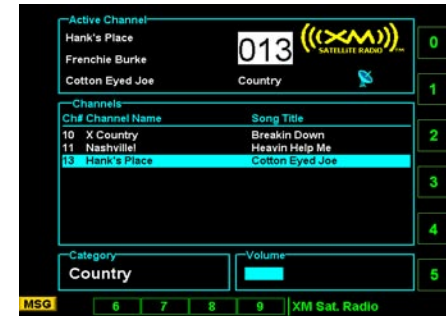 Active Channel
Hank's Place
Frenchie Burke
Cotton Eyed Joe
013
Country
((XM))
SATELLITE RADIO
Channels
Ch# Channel Name Song Title
10 X Country Breakin Down
11 Nashville! Heavin Help Me
13 Hank's Place Cotton Eyed Joe
Category
Country
Volume
0
1
2
3
4
5
MSG
6 7 8 9 XM Sat. Radio